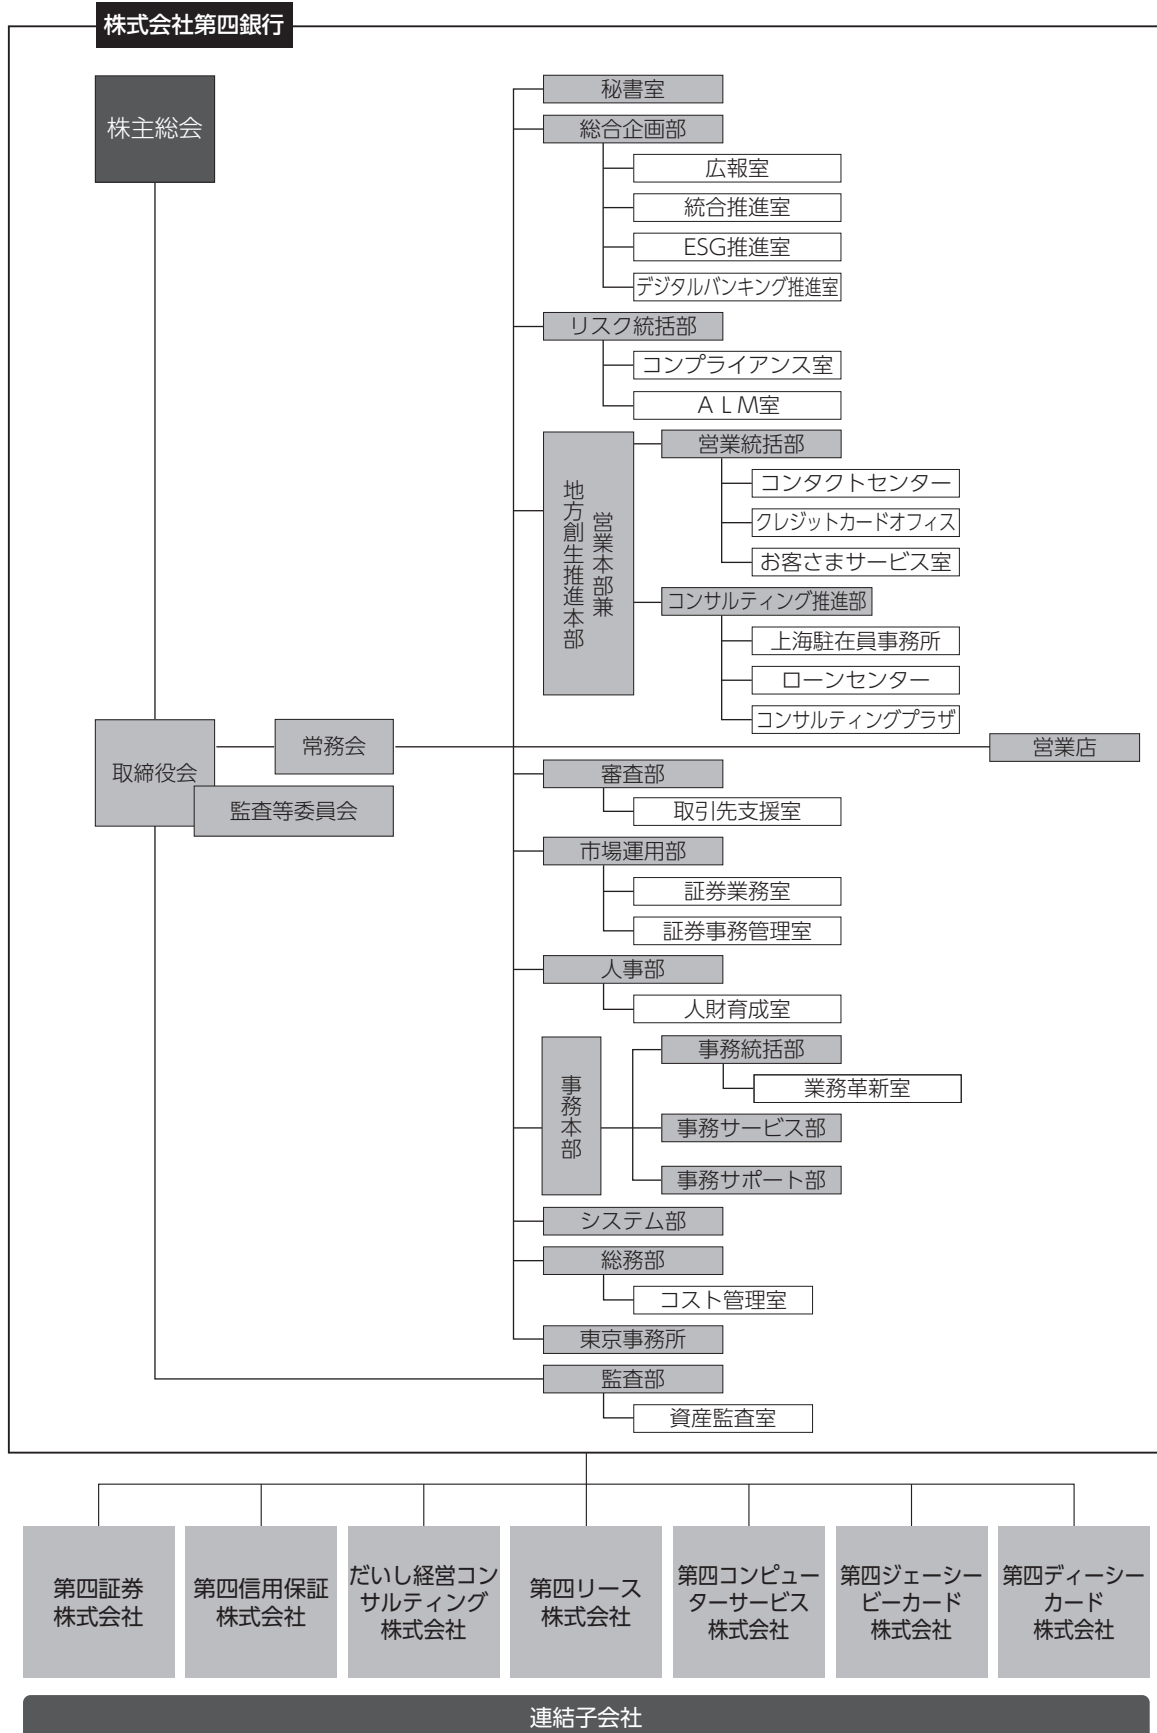 株式会社第四銀行
株主総会
秘書室
総合企画部
広報室
統合推進室
ESG推進室
デジタルバンキング推進室
リスク統括部
コンプライアンス室
ALM室
営業本部兼
地方創生推進本部
営業統括部
コンタクトセンター
クレジットカードオフィス
お客さまサービス室
コンサルティング推進部
上海駐在員事務所
ローンセンター
コンサルティングプラザ
取締役会
常務会
監査等委員会
営業店
審査部
取引先支援室
市場運用部
証券業務室
証券事務管理室
人事部
人財育成室
事務本部
事務統括部
業務革新室
事務サービス部
事務サポート部
システム部
総務部
コスト管理室
東京事務所
監査部
資産監査室
第四証券
株式会社
第四信用保証
株式会社
だいし経営コン
サルティング
株式会社
第四リース
株式会社
第四コンピュー
ターサービス
株式会社
第四ジェーシー
ビーカード
株式会社
第四ディーシー
カード
株式会社
連結子会社